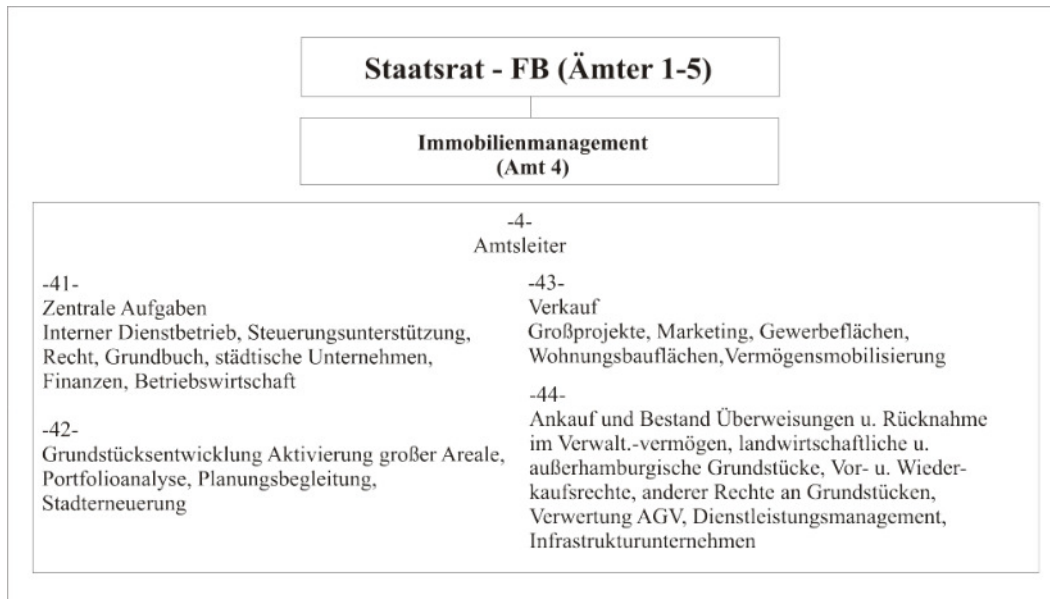 Staatsrat - FB (Ämter 1-5)
Immobilienmanagement
(Amt 4)
-4-
Amtsleiter
-41-
Zentrale Aufgaben
Interner Dienstbetrieb, Steuerungsunterstützung,
Recht, Grundbuch, städtische Unternehmen,
Finanzen, Betriebswirtschaft
-42-
Grundstücksentwicklung Aktivierung großer Areale,
Portfolioanalyse, Planungsbegleitung,
Stadterneuerung
-43-
Verkauf
Großprojekte, Marketing, Gewerbeflächen,
Wohnungsbauflächen,Vermögensmobilisierung
-44-
Ankauf und Bestand Überweisungen u. Rücknahme
im Verwalt.-vermögen, landwirtschaftliche u.
außerhamburgische Grundstücke, Vor- u. Wieder-
kaufsrechte, anderer Rechte an Grundstücken,
Verwertung AGV, Dienstleistungsmanagement,
Infrastrukturunternehmen